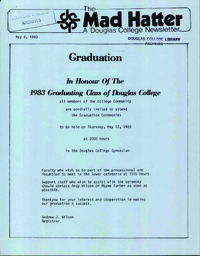 The
Mad Hatter
A Douglas College Newsletter
May 9, 1983
DOUGLAS COLLEGE LIBRARY
ARCHIVES
Graduation
In Honour Of The
1983 Graduating Class of Douglas College
all members of the College Community
are cordially invited to attend
the Graduation Ceremonies
to be held on Thursday, May 12, 1983
at 2000 hours
in the Douglas College Gymnasium
Faculty who wish to be part of the processional are
requested to meet in the lower cafeteria at 1915 hours.
Support staff who wish to assist with the ceremony
should contact Andy Wilson or Maymo Farber as soon as
possible.
Thankyou for your interest and cooperation in making
our graduation a success.
Andrew J. Wilson
Registrar